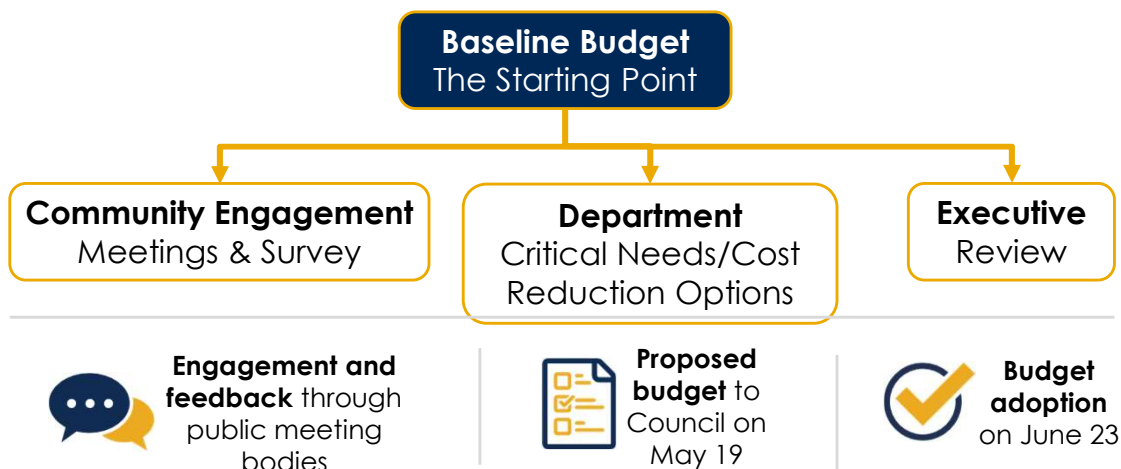 Baseline Budget
The Starting Point
Community Engagement
Meetings & Survey
Department
Critical Needs/Cost
Reduction Options
Executive
Review
Engagement and
feedback through
public meeting
bodies
Proposed
budget to
Council on
May 19
Budget
adoption
on June 23